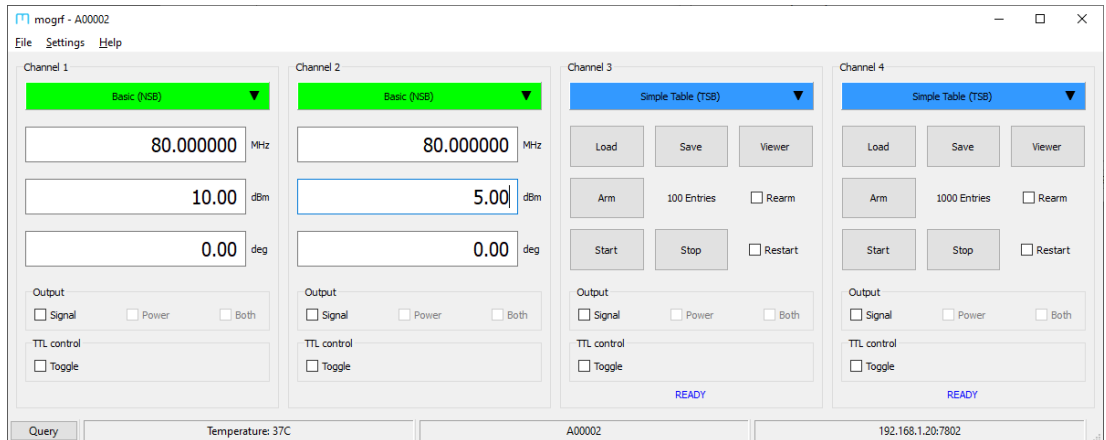 mogrf - A00002
File Settings Help
Channel 1
Basic (NSB)
80.000000 MHz
10.00 dBm
0.00 deg
Output
Signal Power Both
TTL control
Toggle
Channel 2
Basic (NSB)
80.000000 MHz
5.00 dBm
0.00 deg
Output
Signal Power Both
TTL control
Toggle
Channel 3
Simple Table (TSB)
Load Save Viewer
Arm 100 Entries Rearm
Start Stop Restart
Output
Signal Power Both
TTL control
Toggle
READY
Channel 4
Simple Table (TSB)
Load Save Viewer
Arm 1000 Entries Rearm
Start Stop Restart
Output
Signal Power Both
TTL control
Toggle
READY
Query Temperature: 37C A00002 192.168.1.20:7802